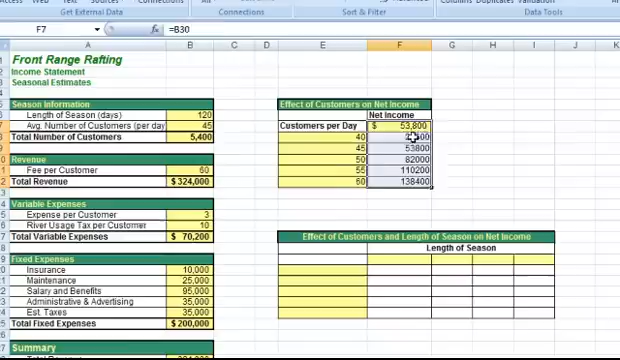 Access Web Text Sources Connections All Columns Duplicates Validation
Get External Data Connections Sort & Filter Data Tools
F7 =B30
A B C D E F G H I J K
Front Range Rafting
Income Statement
Seasonal Estimates
Season Information Effect of Customers on Net Income
Length of Season (days) 120 Net Income
Avg. Number of Customers (per day 45 Customers per Day $ 53,800
Total Number of Customers 5,400 40
45 53800
Revenue 50 82000
Fee per Customer 60 55 110200
Total Revenue $ 324,000 60 138400
Variable Expenses
Expense per Customer 3
River Usage Tax per Customer 10
Total Variable Expenses $ 70,200 Effect of Customers and Length of Season on Net Income
Length of Season
Fixed Expenses
Insurance 10,000
Maintenance 25,000
Salary and Benefits 95,000
Administrative & Advertising 35,000
Est. Taxes 35,000
Total Fixed Expenses $ 200,000
Summary